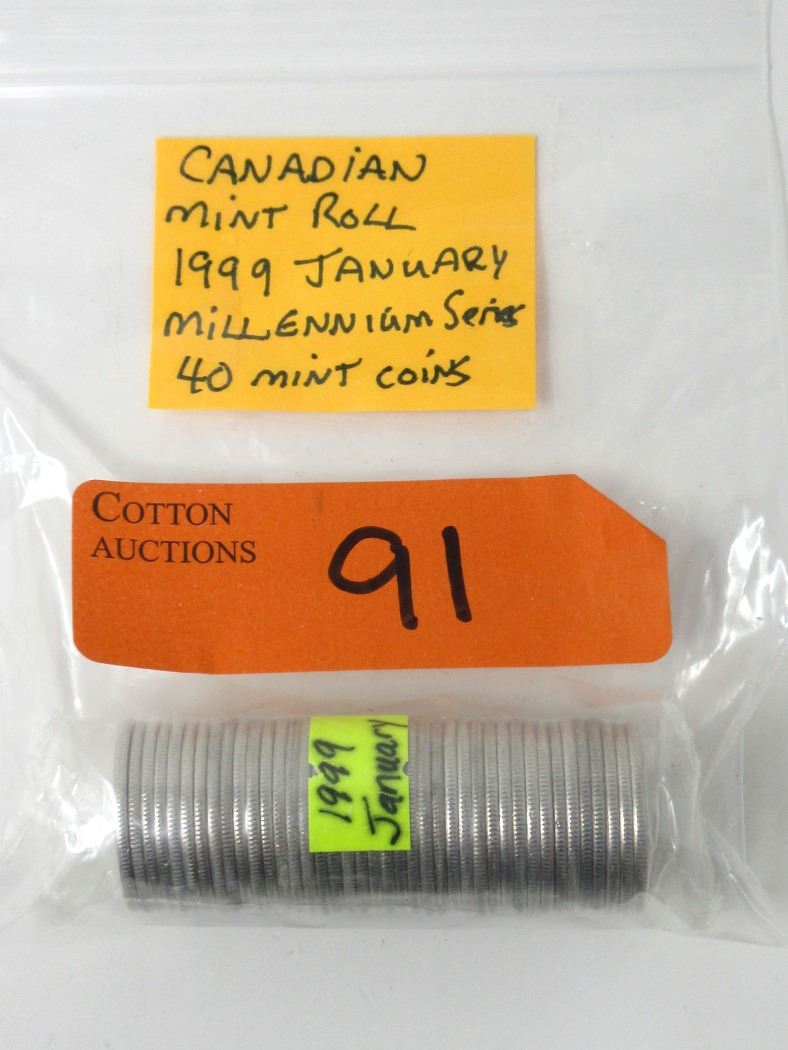 CANADiAN
MiNT ROLL
1999 JANUARY
MiLLENNIUM Series
40 MINT COINS
COTTON
AUCTIONS
91
1999
January